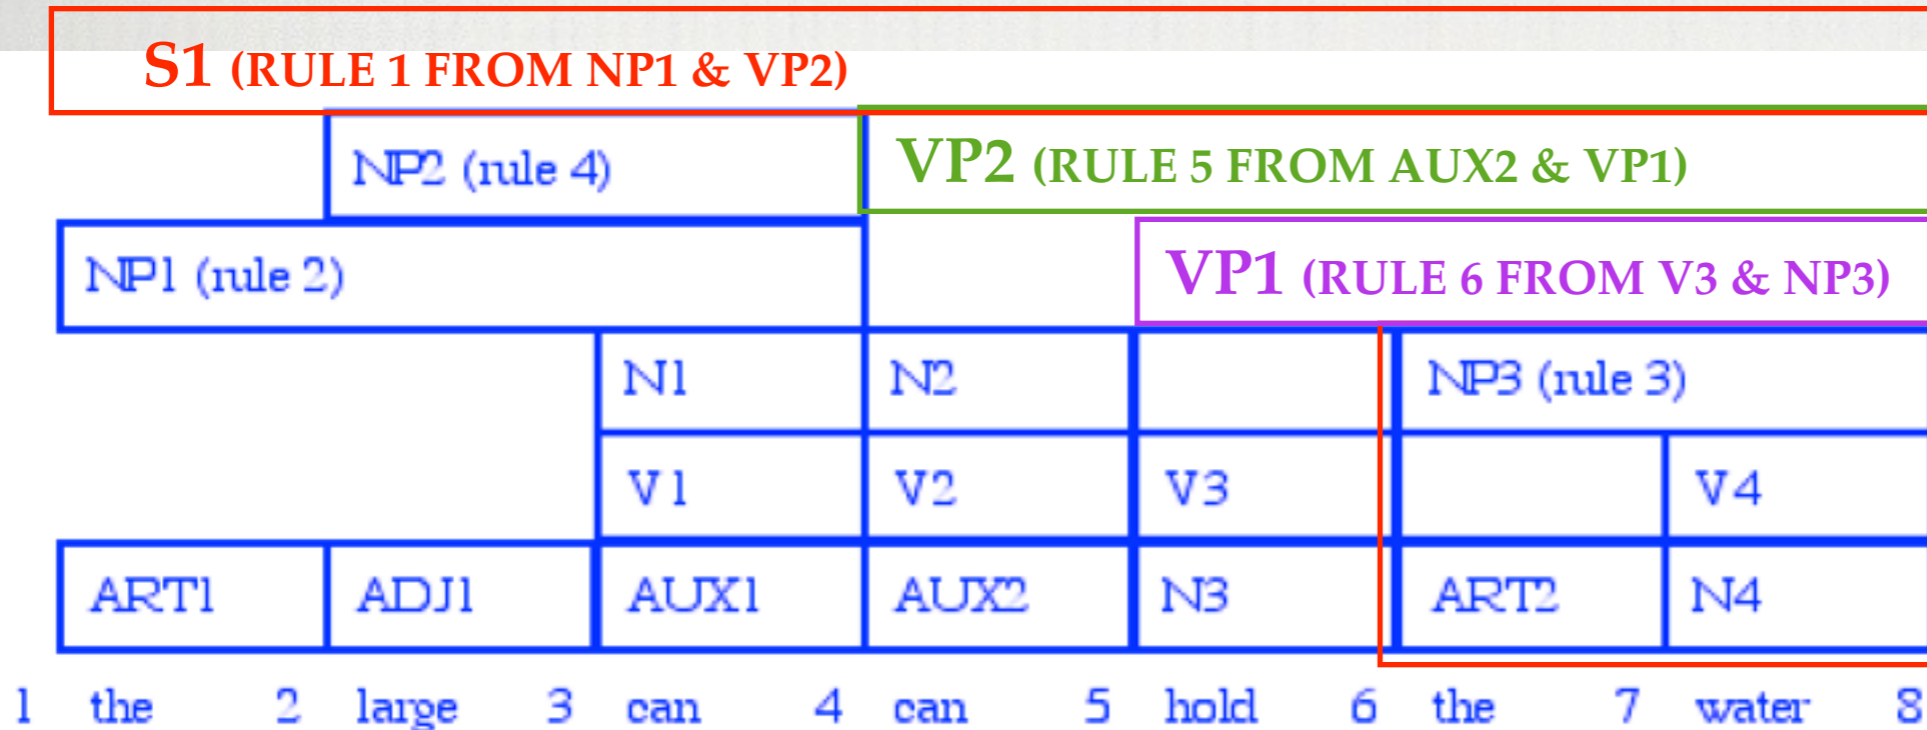 S1 (RULE 1 FROM NP1 & VP2)
NP2 (rule 4) VP2 (RULE 5 FROM AUX2 & VP1)
NP1 (rule 2) VP1 (RULE 6 FROM V3 & NP3)
N1 N2 NP3 (rule 3)
V1 V2 V3 V4
ART1 ADJ1 AUX1 AUX2 N3 ART2 N4
1 the 2 large 3 can 4 can 5 hold 6 the 7 water 8